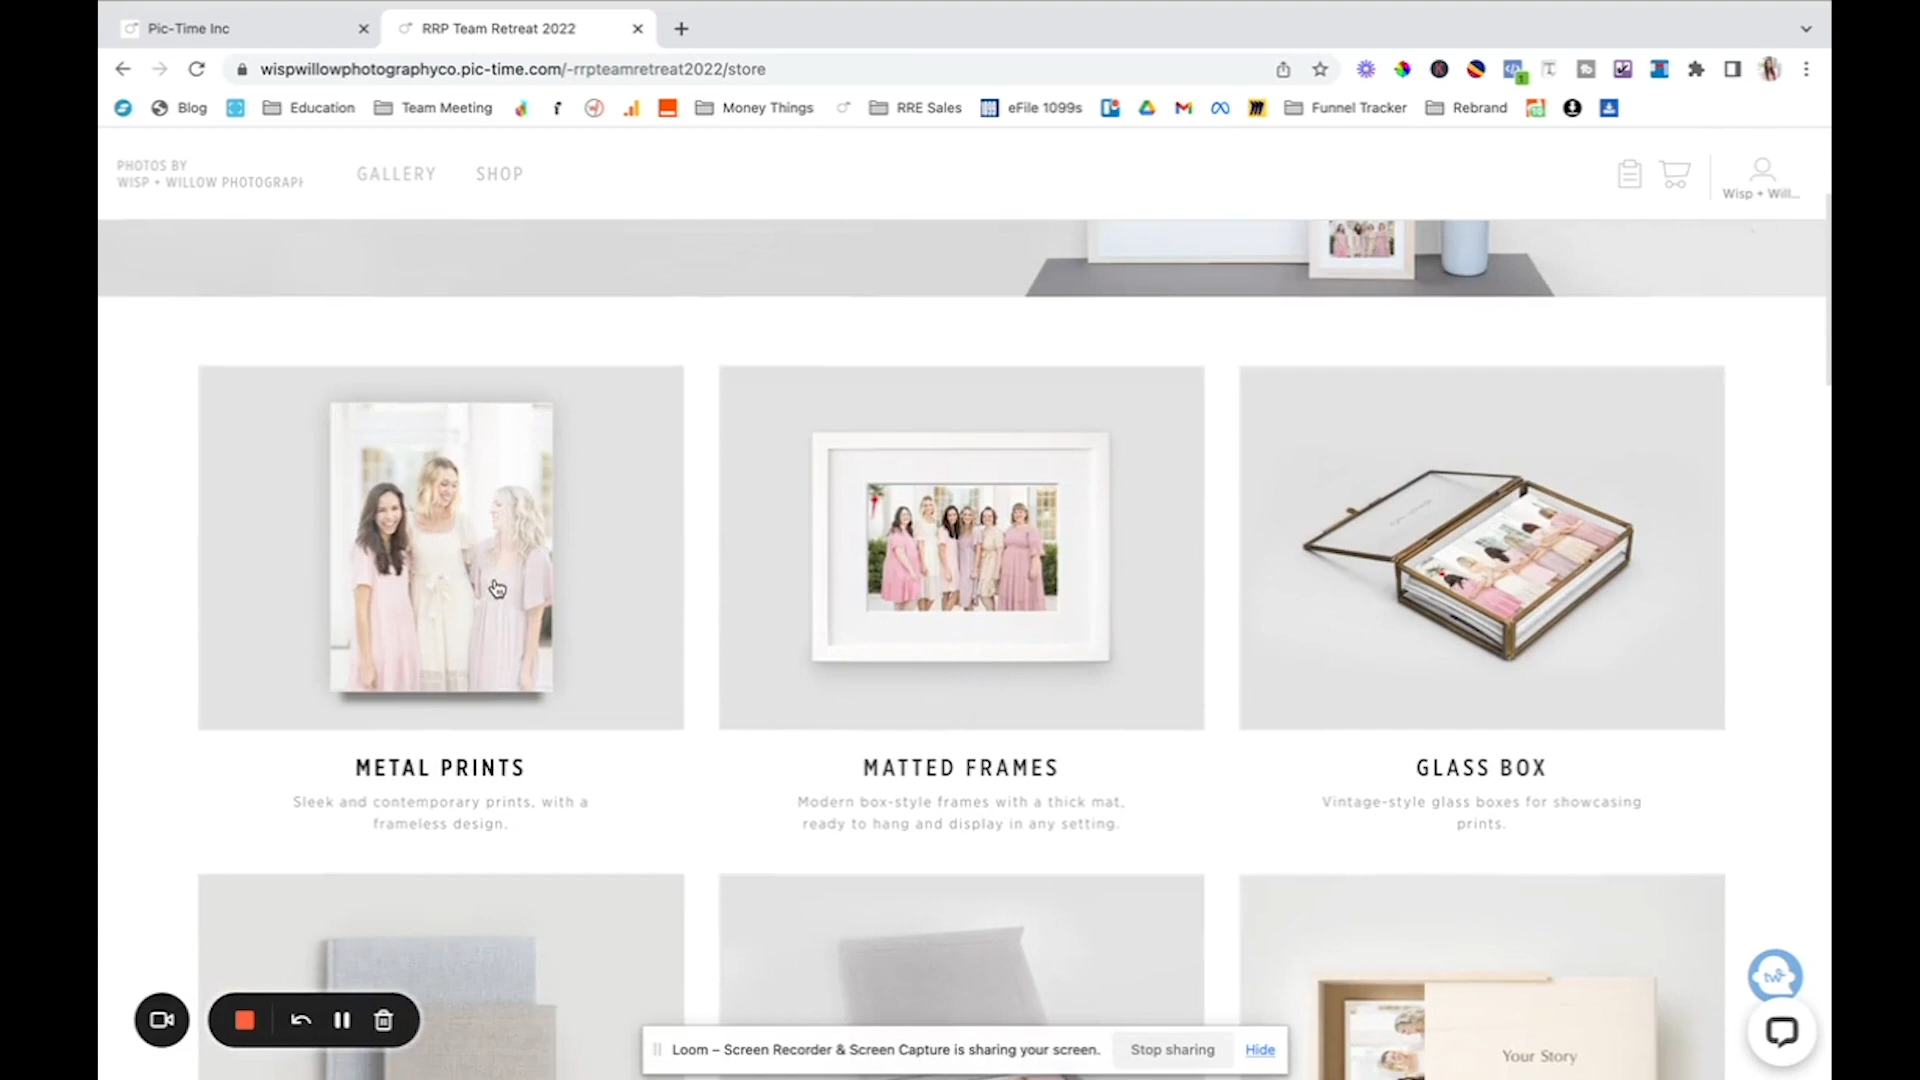 Pic-Time Inc
RRP Team Retreat 2022
wispwillowphotographyco.pic-time.com/-rrpteamretreat2022/store
Blog
Education
Team Meeting
Money Things
RRE Sales
eFile 1099s
Funnel Tracker
Rebrand
PHOTOS BY
WISP + WILLOW PHOTOGRAPH
GALLERY
SHOP
Wisp + Will...
METAL PRINTS
Sleek and contemporary prints, with a
frameless design.
MATTED FRAMES
Modern box-style frames with a thick mat,
ready to hang and display in any setting.
GLASS BOX
Vintage-style glass boxes for showcasing
prints.
Your Story
Loom – Screen Recorder & Screen Capture is sharing your screen.
Stop sharing
Hide